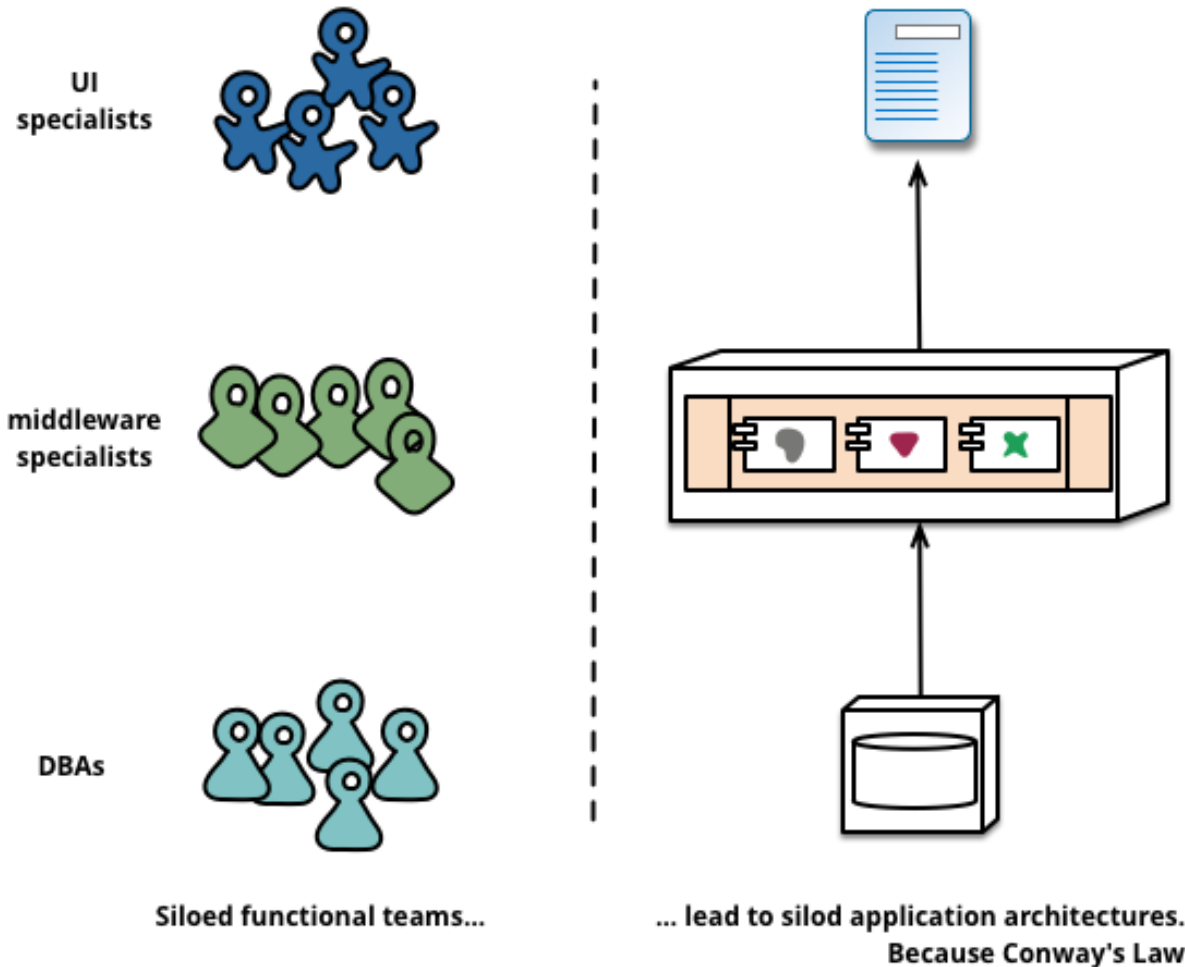 UI
specialists
middleware
specialists
DBAs
Siloed functional teams...
... lead to silod application architectures.
Because Conway's Law